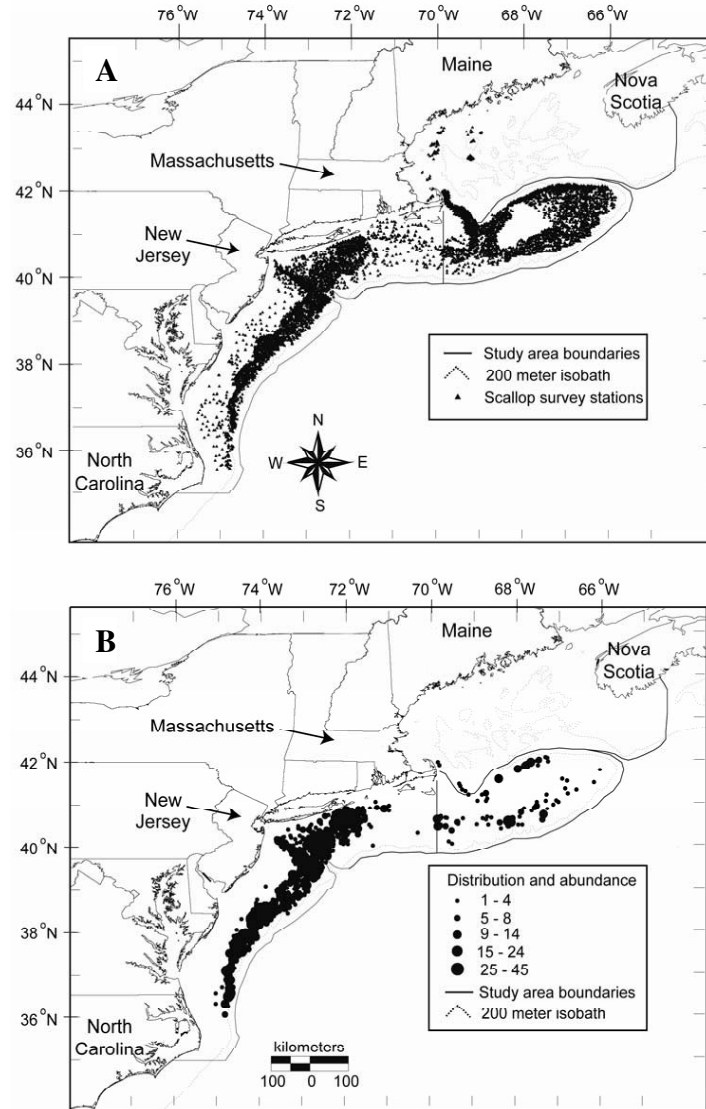 76°W 74°W 72°W 70°W 68°W 66°W
A
Maine
Nova
Scotia
44°N
Massachusetts
42°N
New
Jersey
40°N
38°N
Study area boundaries
200 meter isobath
Scallop survey stations
36°N
North
Carolina
N
W E
S
76°W 74°W 72°W 70°W 68°W 66°W
B
Maine
Nova
Scotia
44°N
Massachusetts
42°N
New
Jersey
40°N
38°N
Distribution and abundance
1 - 4
5 - 8
9 - 14
15 - 24
25 - 45
Study area boundaries
200 meter isobath
36°N
North
Carolina
kilometers
100 0 100